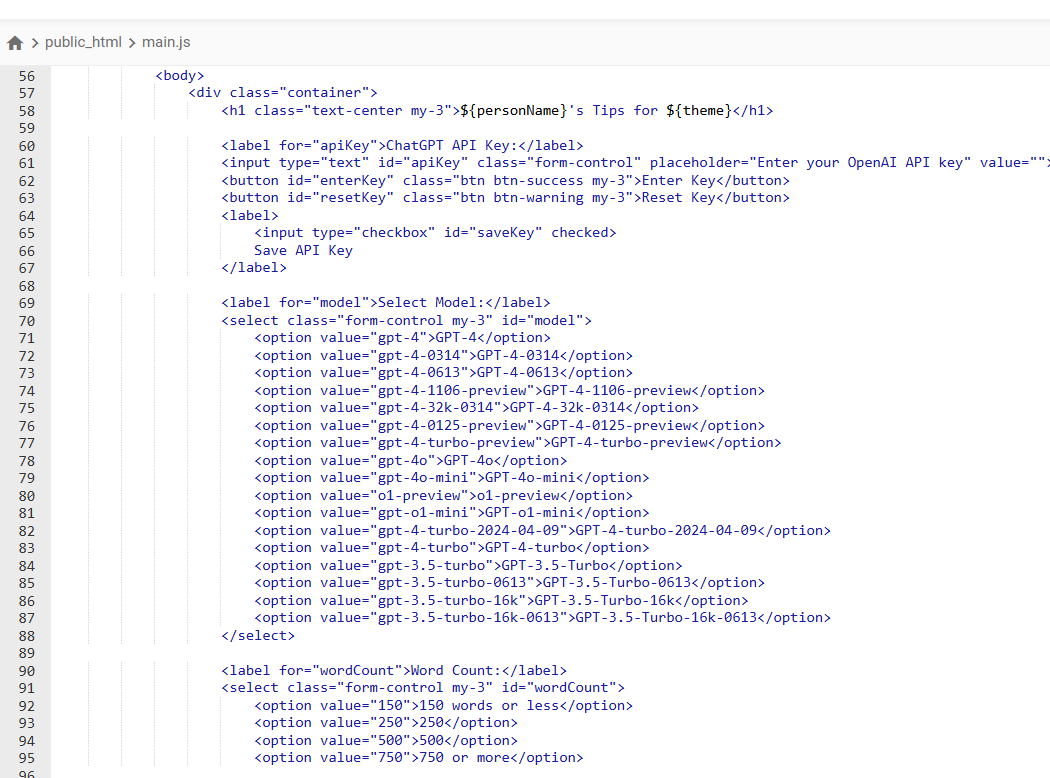 public_html > main.js
56 <body>
57 <div class="container">
58 <h1 class="text-center my-3">${personName}'s Tips for ${theme}</h1>
59
60 <label for="apiKey">ChatGPT API Key:</label>
61 <input type="text" id="apiKey" class="form-control" placeholder="Enter your OpenAI API key" value="">
62 <button id="enterKey" class="btn btn-success my-3">Enter Key</button>
63 <button id="resetKey" class="btn btn-warning my-3">Reset Key</button>
64 <label>
65 <input type="checkbox" id="saveKey" checked>
66 Save API Key
67 </label>
68
69 <label for="model">Select Model:</label>
70 <select class="form-control my-3" id="model">
71 <option value="gpt-4">GPT-4</option>
72 <option value="gpt-4-0314">GPT-4-0314</option>
73 <option value="gpt-4-0613">GPT-4-0613</option>
74 <option value="gpt-4-1106-preview">GPT-4-1106-preview</option>
75 <option value="gpt-4-32k-0314">GPT-4-32k-0314</option>
76 <option value="gpt-4-0125-preview">GPT-4-0125-preview</option>
77 <option value="gpt-4-turbo-preview">GPT-4-turbo-preview</option>
78 <option value="gpt-4o">GPT-4o</option>
79 <option value="gpt-4o-mini">GPT-4o-mini</option>
80 <option value="o1-preview">o1-preview</option>
81 <option value="gpt-o1-mini">GPT-o1-mini</option>
82 <option value="gpt-4-turbo-2024-04-09">GPT-4-turbo-2024-04-09</option>
83 <option value="gpt-4-turbo">GPT-4-turbo</option>
84 <option value="gpt-3.5-turbo">GPT-3.5-Turbo</option>
85 <option value="gpt-3.5-turbo-0613">GPT-3.5-Turbo-0613</option>
86 <option value="gpt-3.5-turbo-16k">GPT-3.5-Turbo-16k</option>
87 <option value="gpt-3.5-turbo-16k-0613">GPT-3.5-Turbo-16k-0613</option>
88 </select>
89
90 <label for="wordCount">Word Count:</label>
91 <select class="form-control my-3" id="wordCount">
92 <option value="150">150 words or less</option>
93 <option value="250">250</option>
94 <option value="500">500</option>
95 <option value="750">750 or more</option>
96